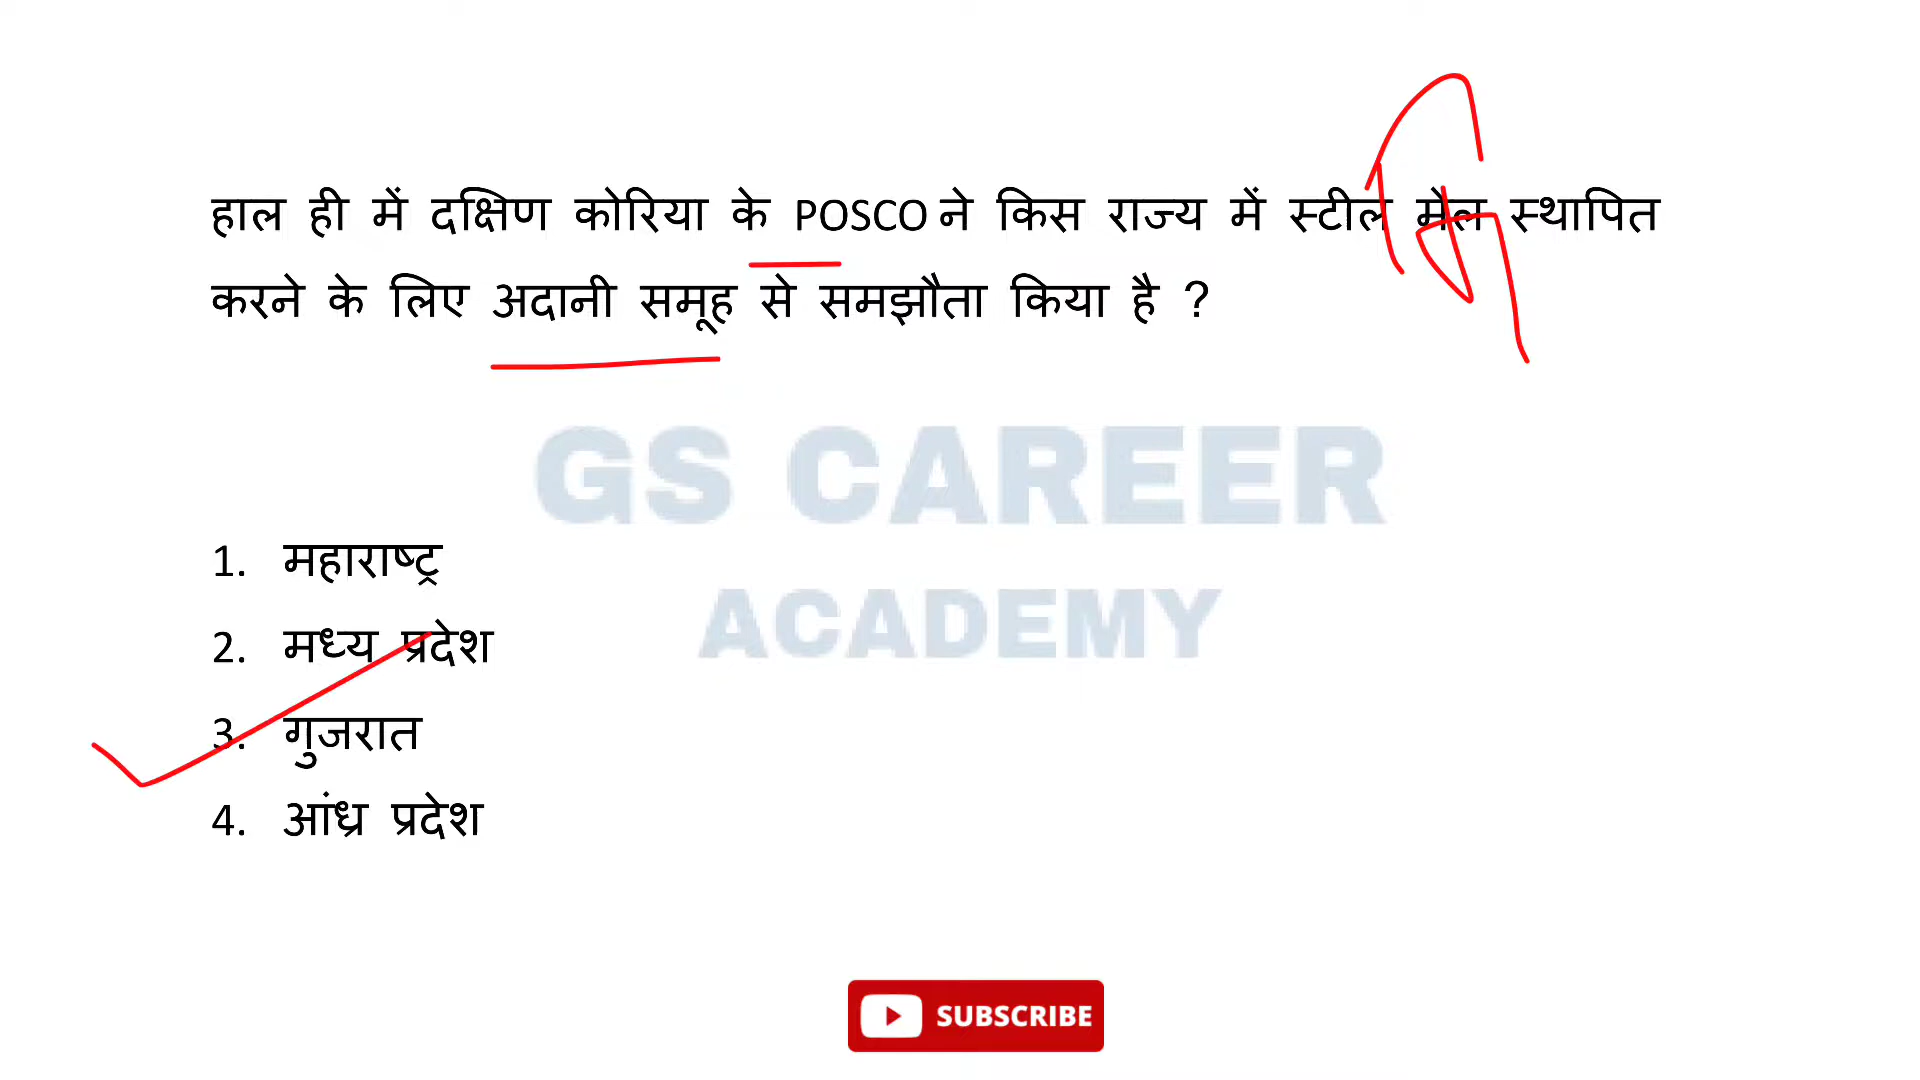 हाल ही में दक्षिण कोरिया के POSCO ने किस राज्य में स्टील मैल स्थापित
करने के लिए अदानी समूह से समझौता किया है ?
GS CAREER
ACADEMY
1. महाराष्ट्र
2. मध्य प्रदेश
3. गुजरात
4. आंध्र प्रदेश
SUBSCRIBE